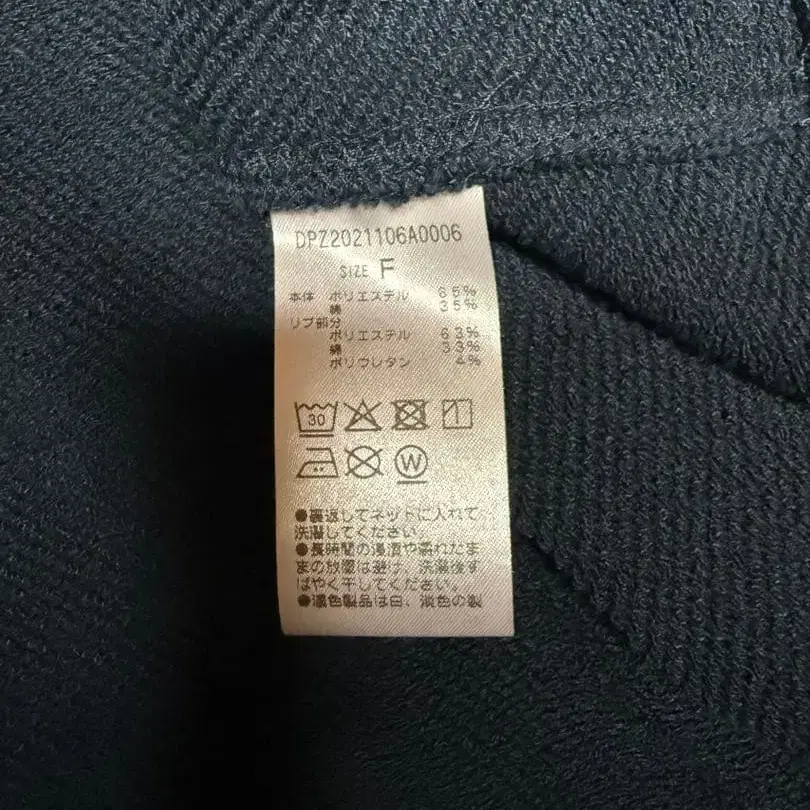 DPZ2021106A0006
SIZE F
本体 ポリエステル 65%
綿 35%
リブ部分
ポリエステル 63%
綿 33%
ポリウレタン 4%
30
W
●裏返してネットに入れて
洗濯してください。
●長時間の浸漬や濡れたま
まの放置は避け、洗濯後す
ばやく干してください。
●濃色製品は白、淡色の製